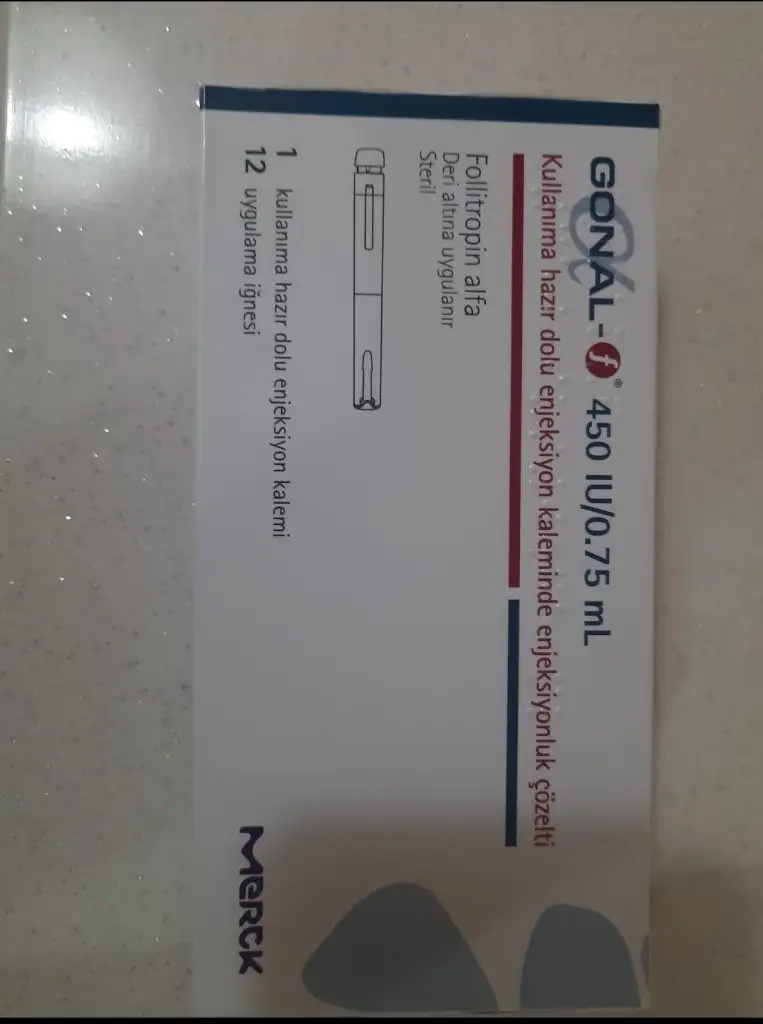 GONAL-f® 450 IU/0.75 mL
Kullanıma hazır dolu enjeksiyon kaleminde enjeksiyonluk çözelti
Follitropin alfa
Deri altına uygulanır
Steril
1 kullanıma hazır dolu enjeksiyon kalemi
12 uygulama iğnesi
MERCK